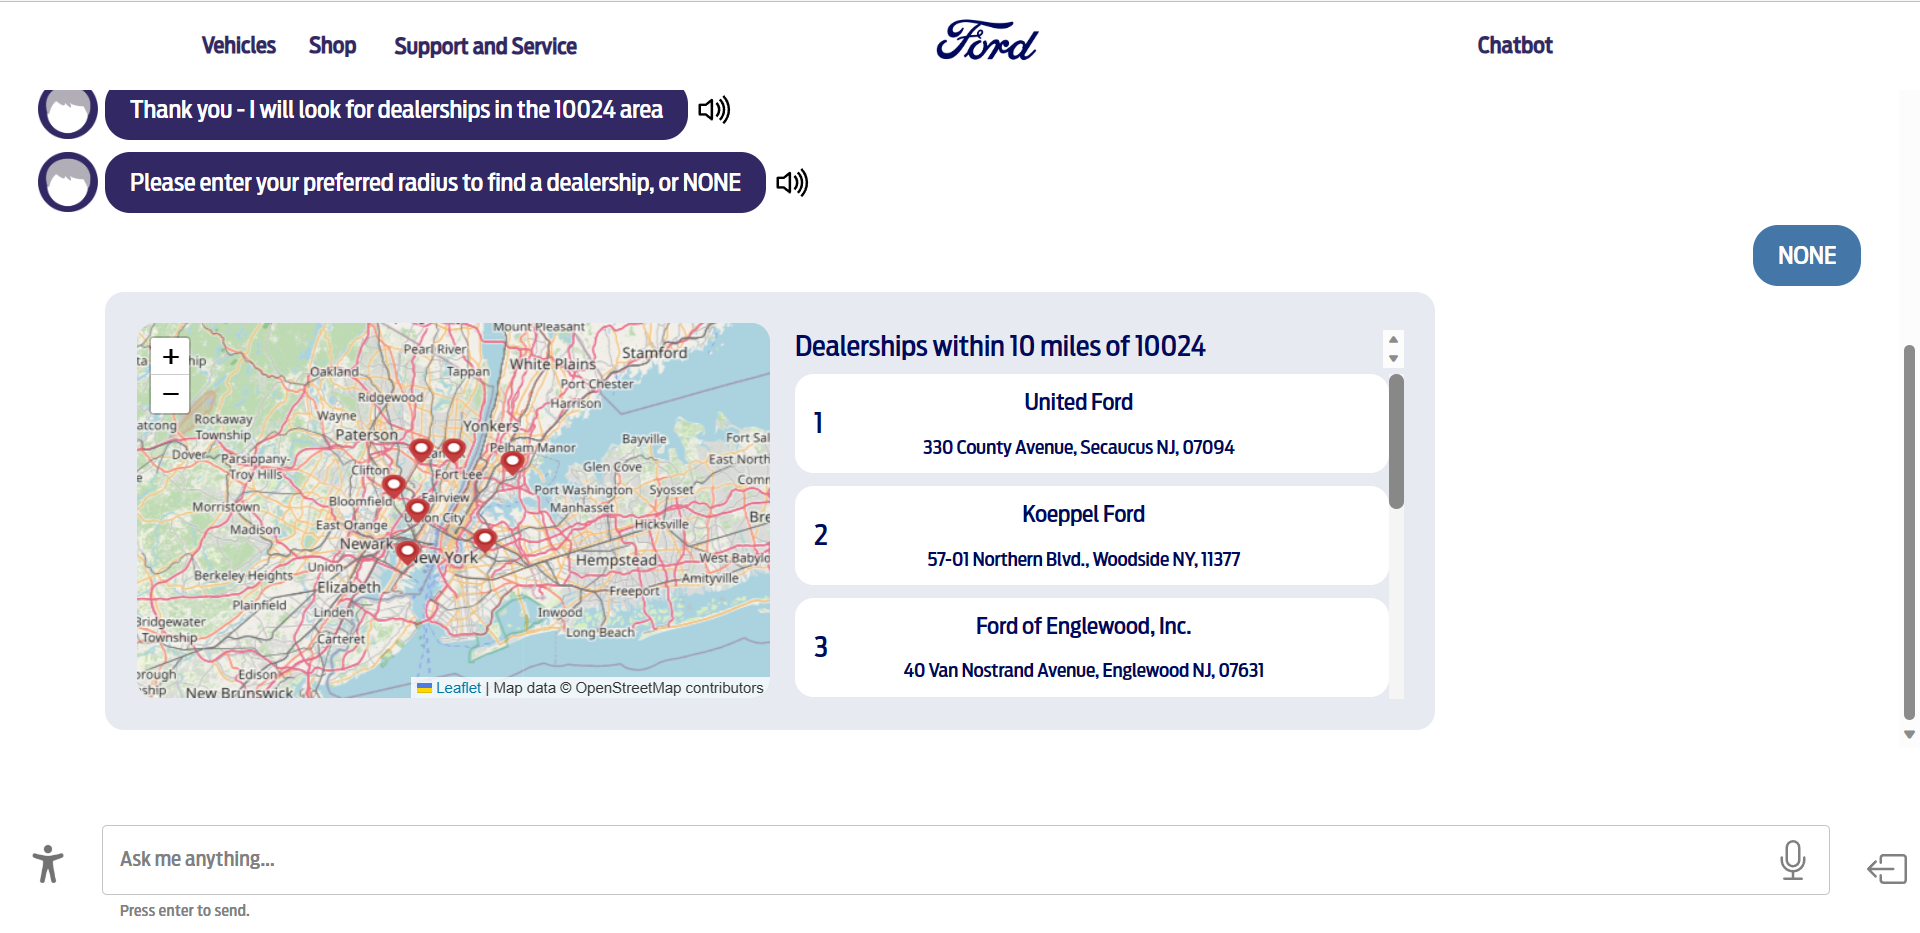 Vehicles
Shop
Support and Service
Ford
Chatbot
Thank you - I will look for dealerships in the 10024 area
Please enter your preferred radius to find a dealership, or NONE
NONE
+
−
Mount Pleasant
Pearl River
Stamford
Tappan
White Plains
Oakland
Port Chester
Ridgewood
Harrison
Wayne
Rockaway
Township
Yonkers
Paterson
Bayville
Fort Sal
Pelham Manor
Dover
Parsippany-
Troy Hills
Clifton
Fort Lee
Glen Cove
East North
Comm
Bloomfield
Fairview
Port Washington
Syosset
Morristown
Manhasset
East Orange
Hicksville
Bre
Madison
Newark
New York
Hempstead
West Babylo
Union
Berkeley Heights
Amityville
Elizabeth
Freeport
Plainfield
Linden
Inwood
Bridgewater
Township
Long Beach
Carteret
Edison
New Brunswick
Leaflet | Map data © OpenStreetMap contributors
Dealerships within 10 miles of 10024
1
United Ford
330 County Avenue, Secaucus NJ, 07094
2
Koeppel Ford
57-01 Northern Blvd., Woodside NY, 11377
3
Ford of Englewood, Inc.
40 Van Nostrand Avenue, Englewood NJ, 07631
Ask me anything...
Press enter to send.